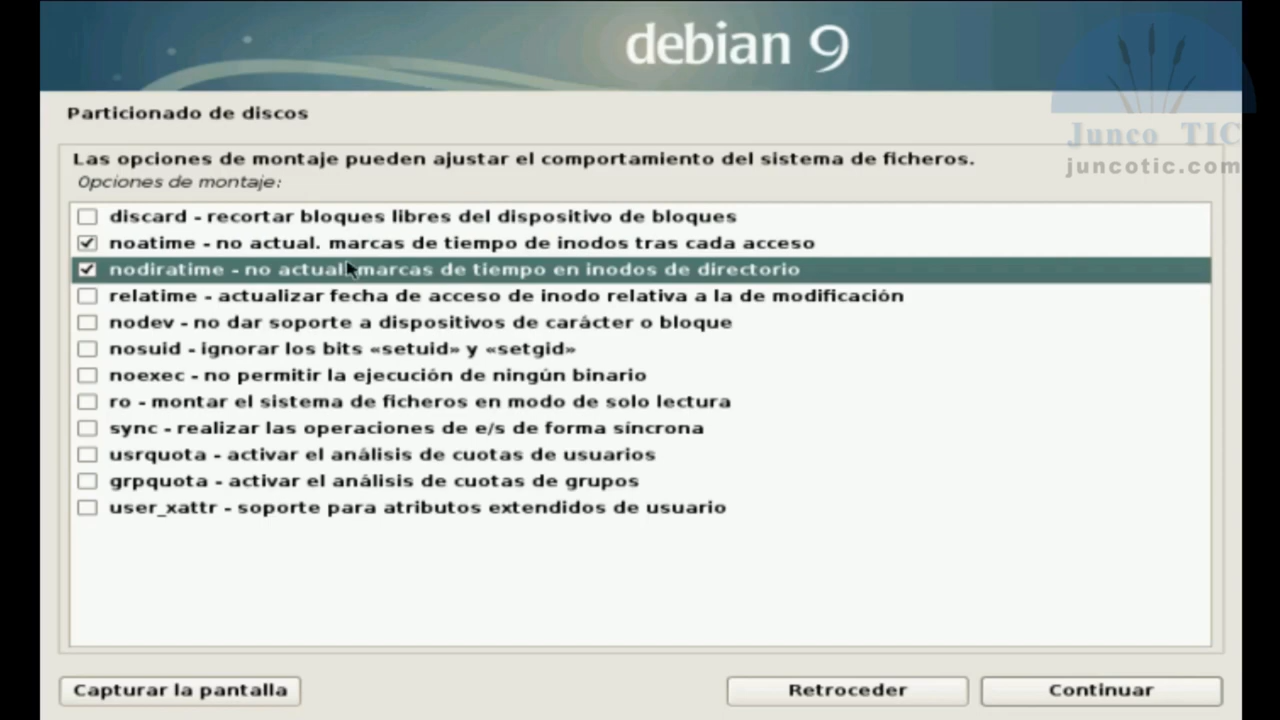 debian 9
Junco TIC
juncotic.com
Particionado de discos
Las opciones de montaje pueden ajustar el comportamiento del sistema de ficheros.
Opciones de montaje:
discard - recortar bloques libres del dispositivo de bloques
noatime - no actual. marcas de tiempo de inodos tras cada acceso
nodiratime - no actual. marcas de tiempo en inodos de directorio
relatime - actualizar fecha de acceso de inodo relativa a la de modificación
nodev - no dar soporte a dispositivos de carácter o bloque
nosuid - ignorar los bits «setuid» y «setgid»
noexec - no permitir la ejecución de ningún binario
ro - montar el sistema de ficheros en modo de solo lectura
sync - realizar las operaciones de e/s de forma síncrona
usrquota - activar el análisis de cuotas de usuarios
grpquota - activar el análisis de cuotas de grupos
user_xattr - soporte para atributos extendidos de usuario
Capturar la pantalla
Retroceder
Continuar